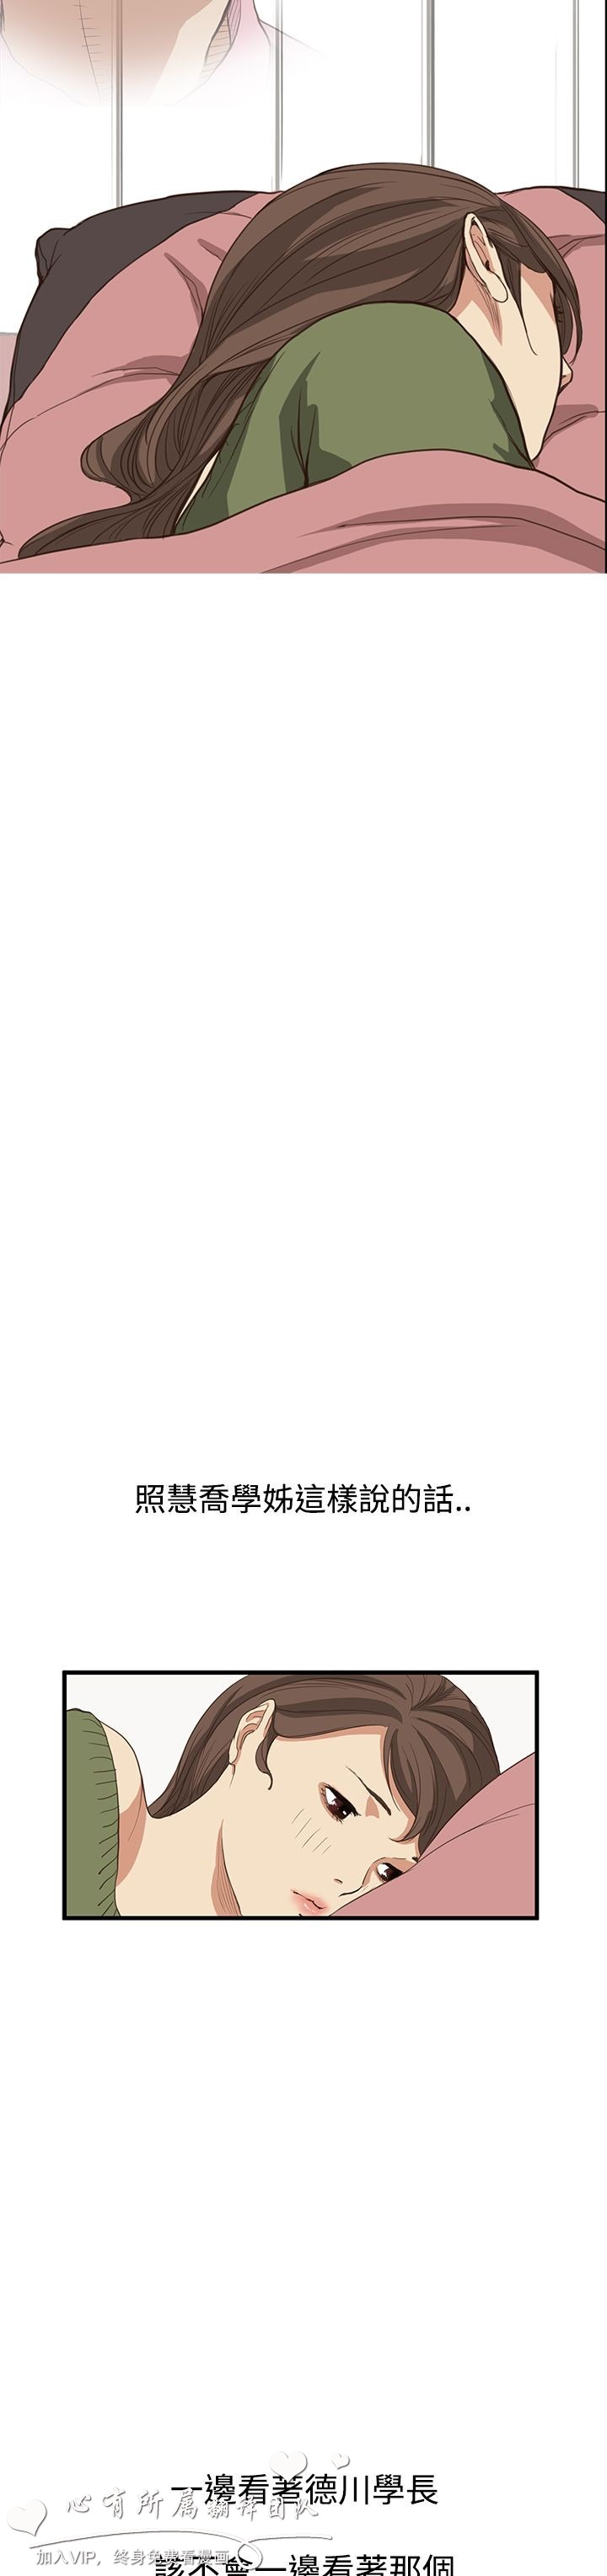 照慧喬學姊這樣說的話..
一邊看著德川學長
心有所属翻译团队
加入VIP，终身免费看漫画
該不會一邊看著那個